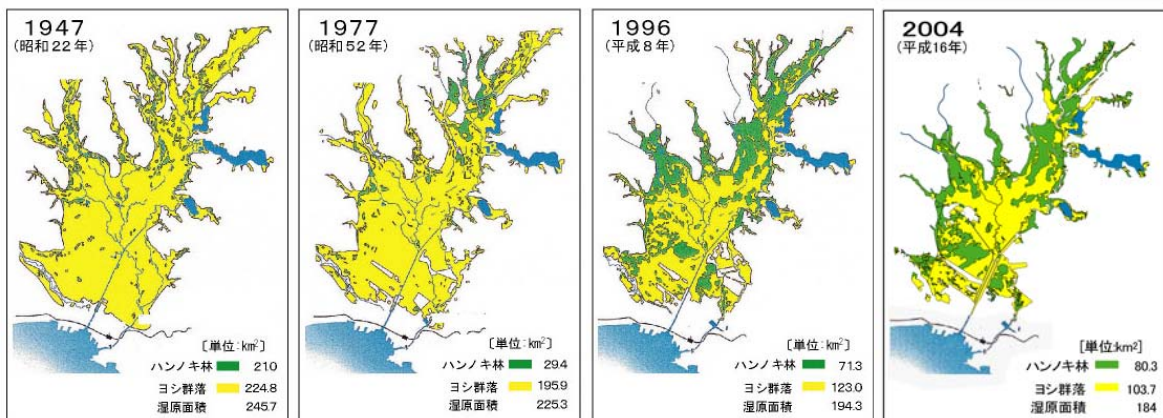 1947
(昭和22年)
[単位:km²]
ハンノキ林 21.0
ヨシ群落 224.8
湿原面積 245.7
1977
(昭和52年)
[単位:km²]
ハンノキ林 29.4
ヨシ群落 195.9
湿原面積 225.3
1996
(平成8年)
[単位:km²]
ハンノキ林 71.3
ヨシ群落 123.0
湿原面積 194.3
2004
(平成16年)
[単位:km²]
ハンノキ林 80.3
ヨシ群落 103.7
湿原面積 184